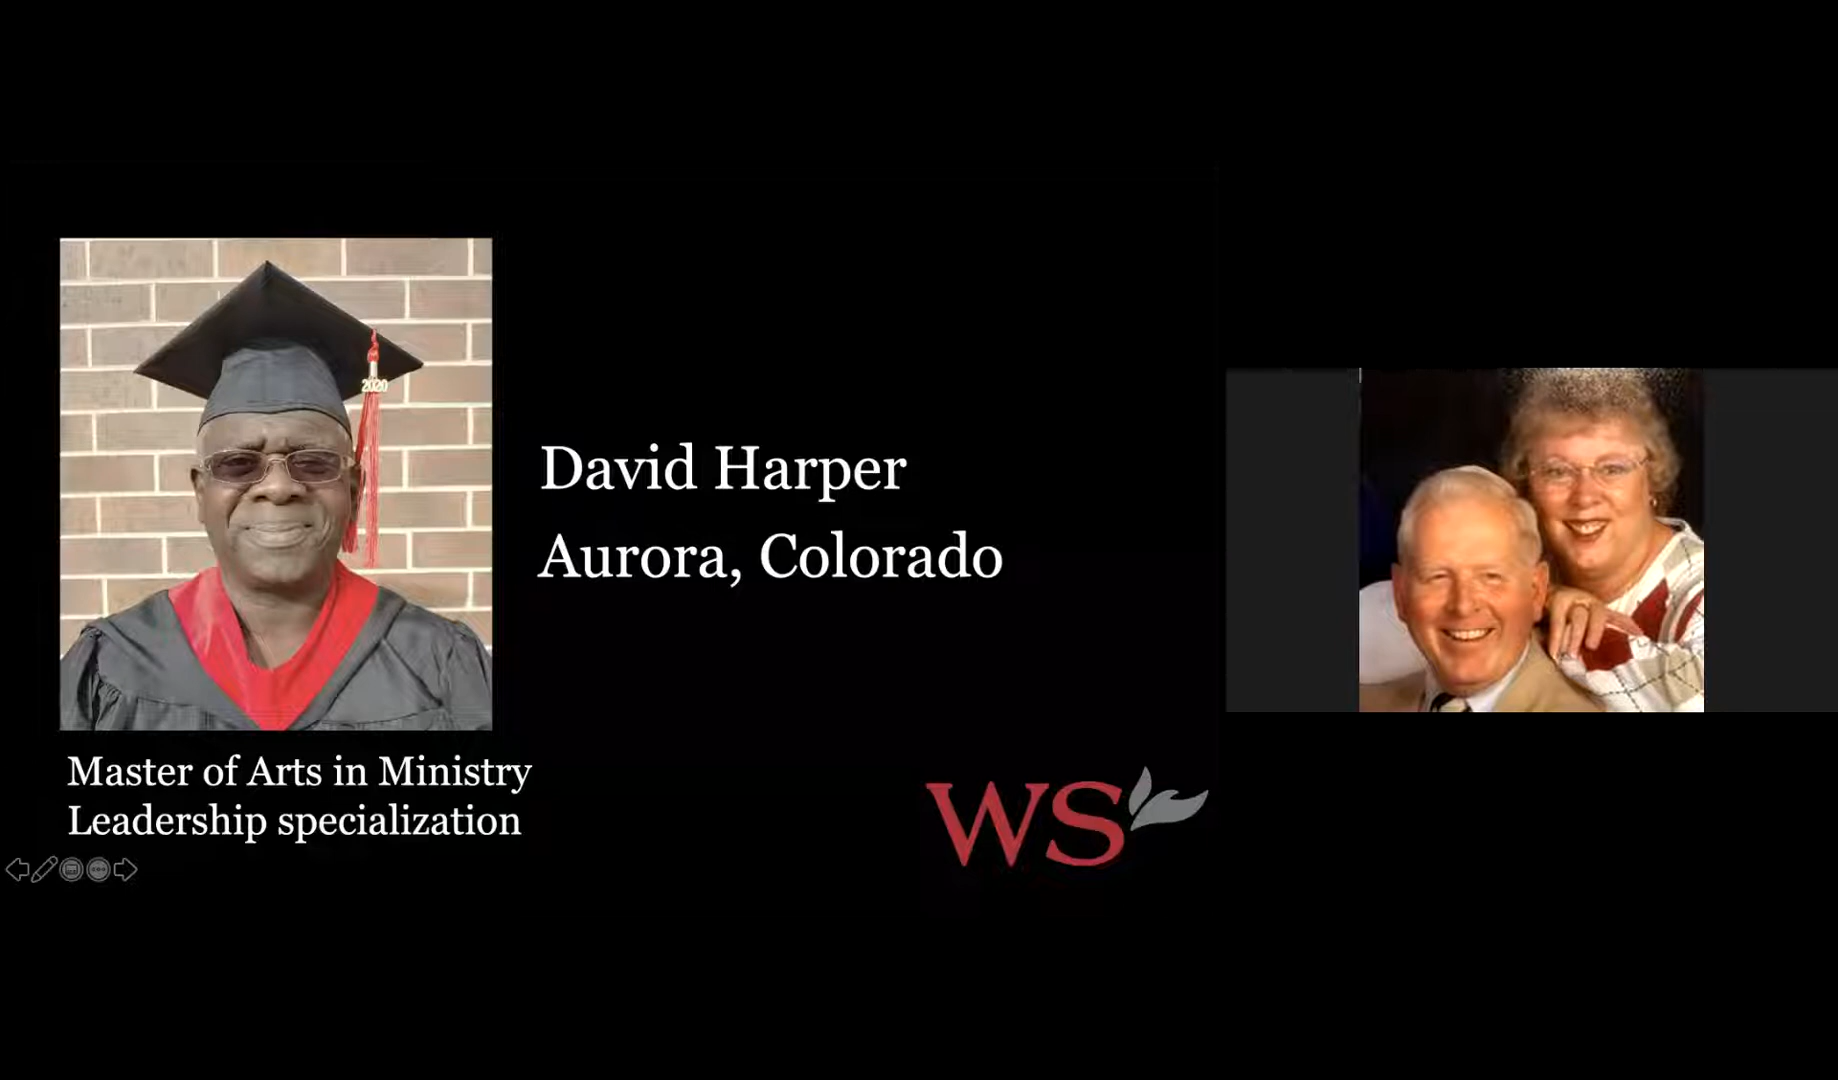 2020
David Harper
Aurora, Colorado
Master of Arts in Ministry
Leadership specialization
WS